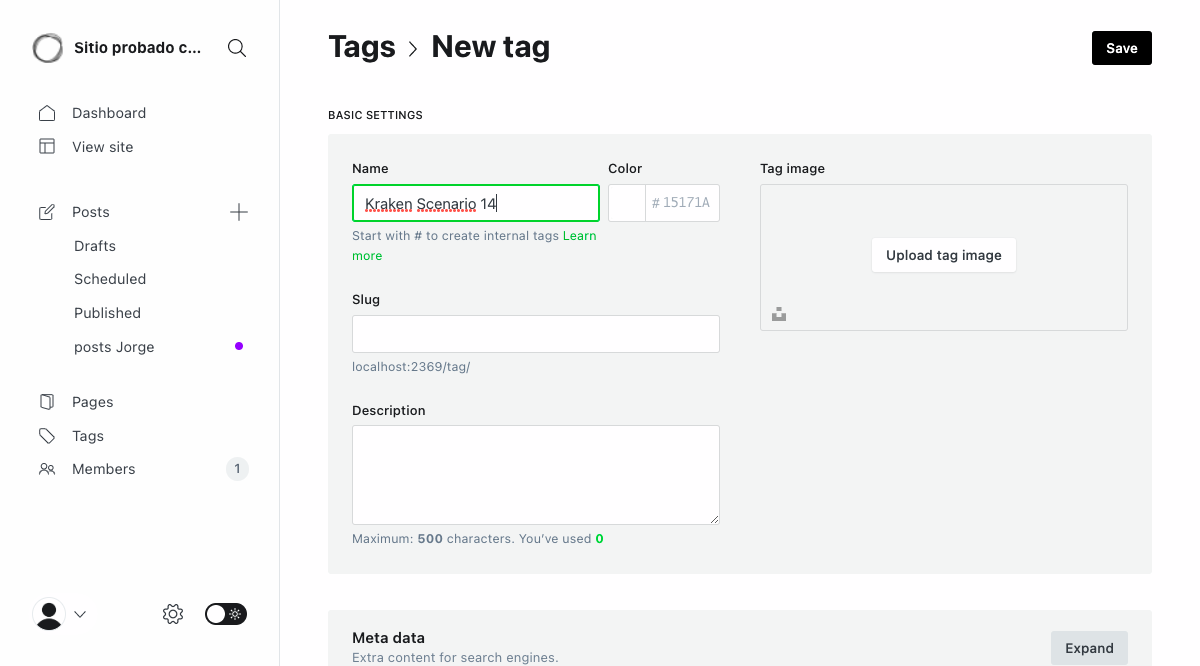 Sitio probado c...
Dashboard
View site
Posts
Drafts
Scheduled
Published
posts Jorge
Pages
Tags
Members 1
Tags > New tag
Save
BASIC SETTINGS
Name
Kraken Scenario 14
Start with # to create internal tags Learn
more
Color
# 15171A
Slug
localhost:2369/tag/
Description
Maximum: 500 characters. You’ve used 0
Tag image
Upload tag image
Meta data
Extra content for search engines.
Expand